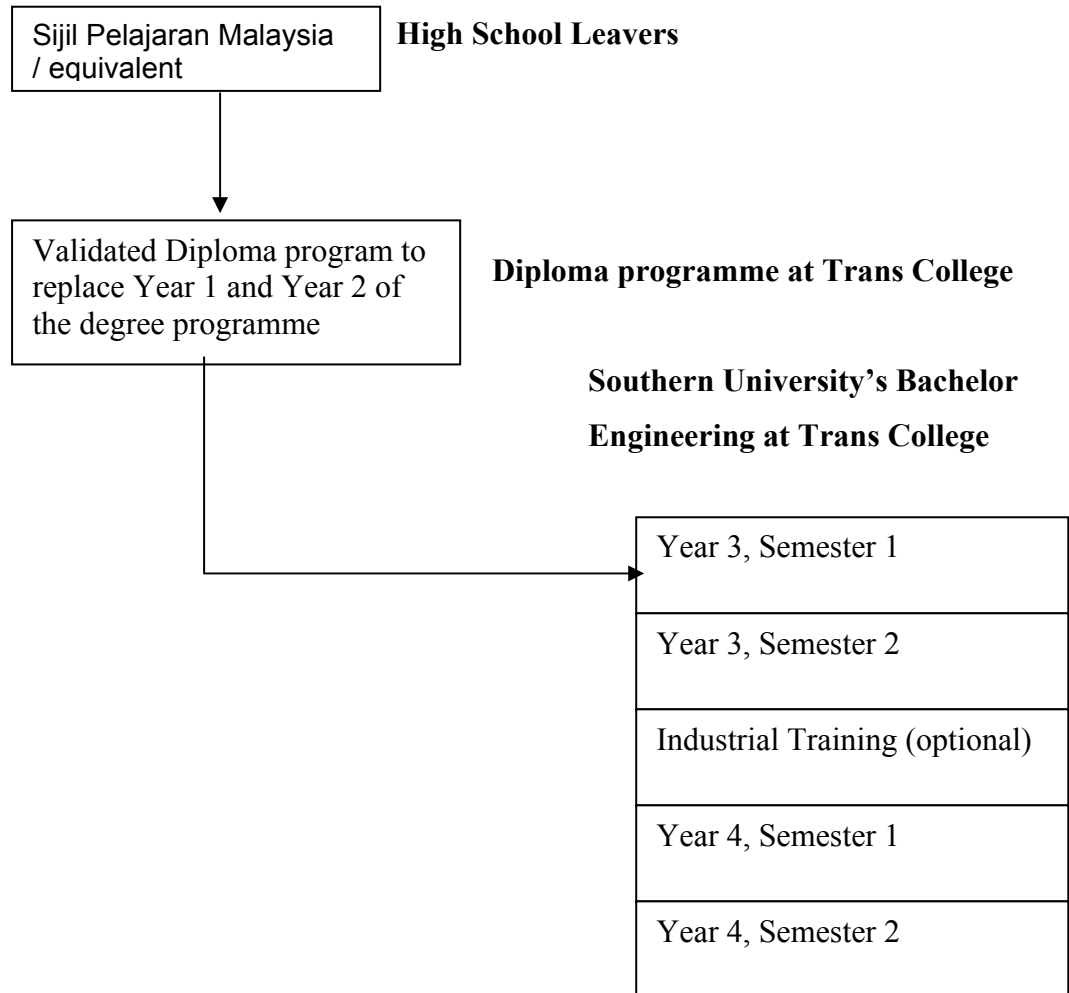 Sijil Pelajaran Malaysia
/ equivalent
High School Leavers
Validated Diploma program to
replace Year 1 and Year 2 of
the degree programme
Diploma programme at Trans College
Southern University’s Bachelor
Engineering at Trans College
Year 3, Semester 1
Year 3, Semester 2
Industrial Training (optional)
Year 4, Semester 1
Year 4, Semester 2